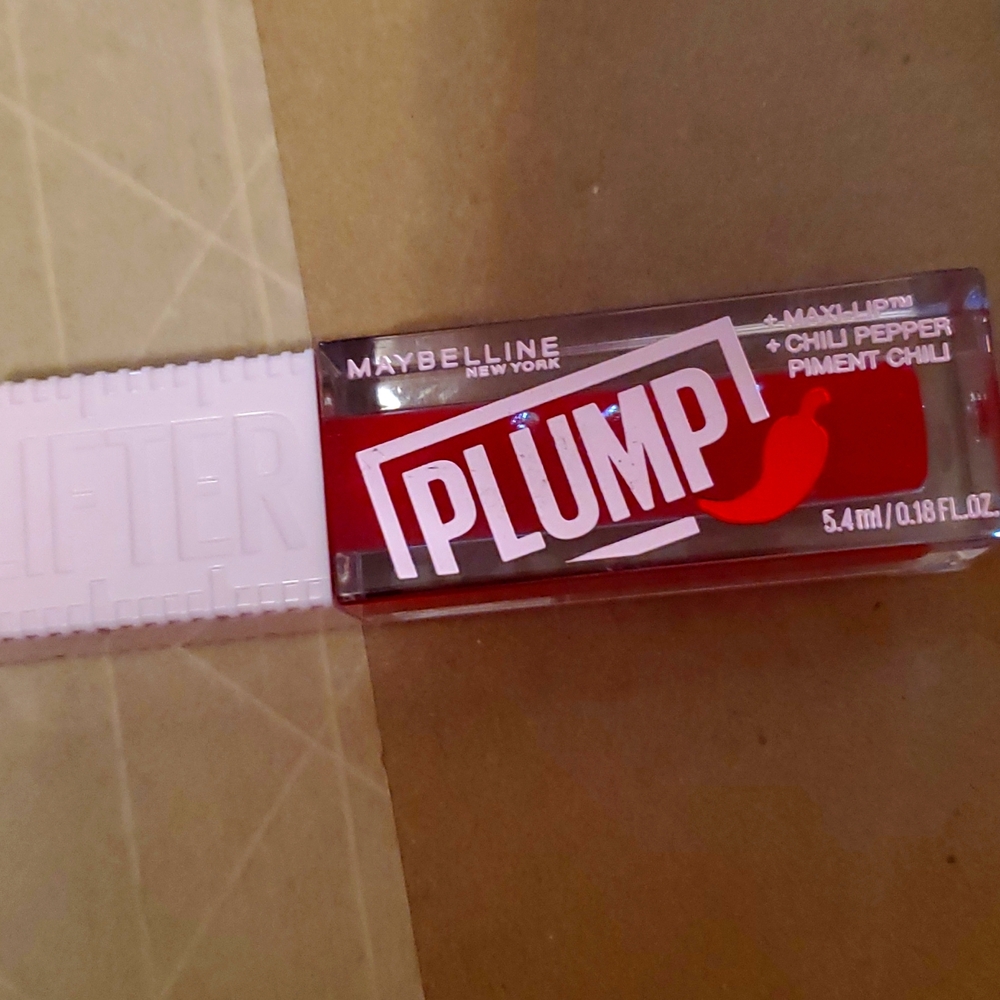 LIFTER
MAYBELLINE
NEW YORK
PLUMP
+ MAXI-LIP™
+ CHILI PEPPER
PIMENT CHILI
5.4 ml / 0.18 FL.OZ.